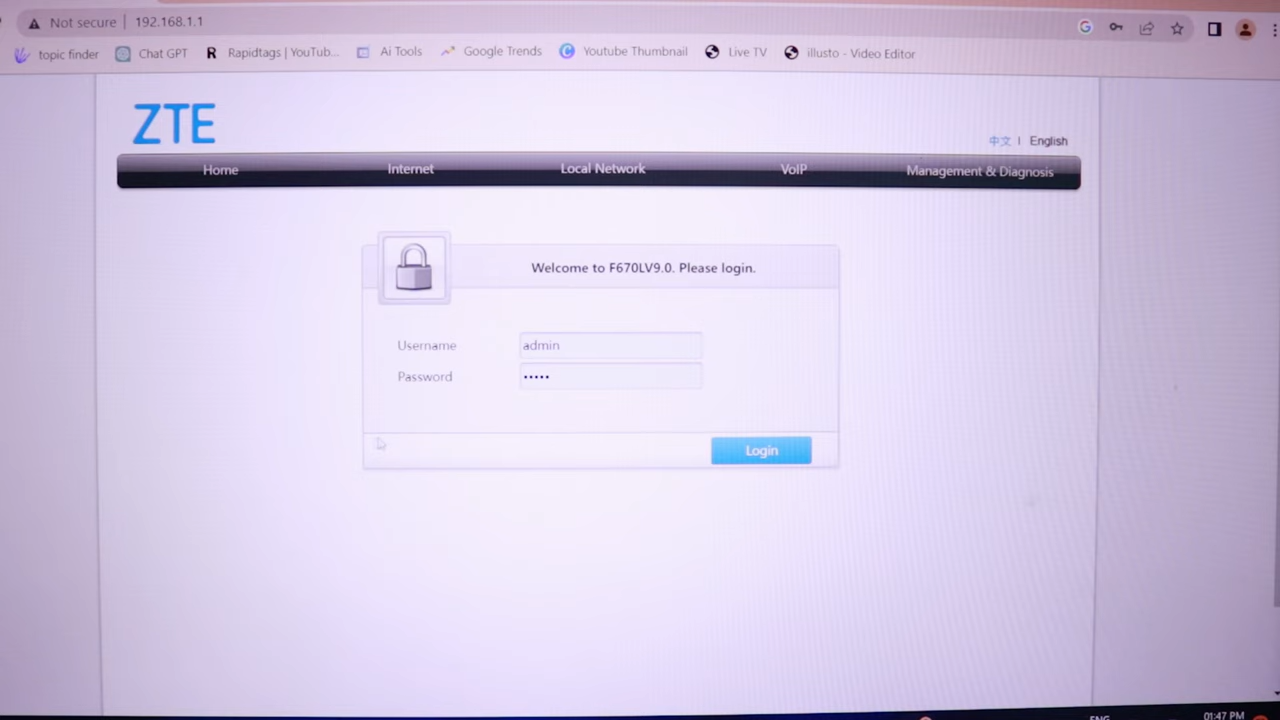 Not secure | 192.168.1.1
topic finder Chat GPT R Rapidtags | YouTub... Ai Tools Google Trends Youtube Thumbnail Live TV illusto - Video Editor
ZTE
中文 | English
Home Internet Local Network VoIP Management & Diagnosis
Welcome to F670LV9.0. Please login.
Username admin
Password •••••
Login
ENG 01:47 PM